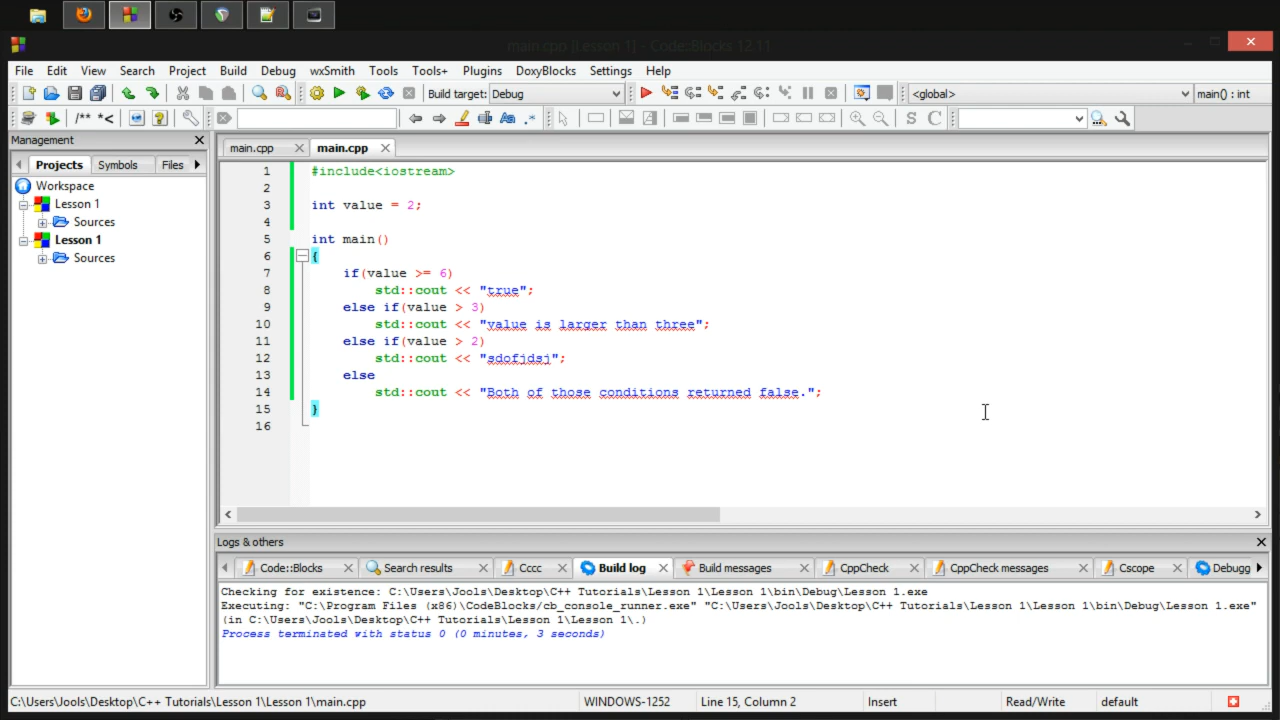 main.cpp [Lesson 1] - Code::Blocks 12.11
File Edit View Search Project Build Debug wxSmith Tools Tools+ Plugins DoxyBlocks Settings Help
Build target: Debug <global> main() : int
/** *< Aa .* S C
Management
Projects Symbols Files
Workspace
Lesson 1
Sources
Lesson 1
Sources
main.cpp main.cpp
1 #include<iostream>
2
3 int value = 2;
4
5 int main()
6 {
7 if(value >= 6)
8 std::cout << "true";
9 else if(value > 3)
10 std::cout << "value is larger than three";
11 else if(value > 2)
12 std::cout << "sdofjdsj";
13 else
14 std::cout << "Both of those conditions returned false.";
15 }
16
Logs & others
Code::Blocks Search results Cccc Build log Build messages CppCheck CppCheck messages Cscope Debugg
Checking for existence: C:\Users\Jools\Desktop\C++ Tutorials\Lesson 1\Lesson 1\bin\Debug\Lesson 1.exe
Executing: "C:\Program Files (x86)\CodeBlocks/cb_console_runner.exe" "C:\Users\Jools\Desktop\C++ Tutorials\Lesson 1\Lesson 1\bin\Debug\Lesson 1.exe"
(in C:\Users\Jools\Desktop\C++ Tutorials\Lesson 1\Lesson 1\.)
Process terminated with status 0 (0 minutes, 3 seconds)
C:\Users\Jools\Desktop\C++ Tutorials\Lesson 1\Lesson 1\main.cpp WINDOWS-1252 Line 15, Column 2 Insert Read/Write default